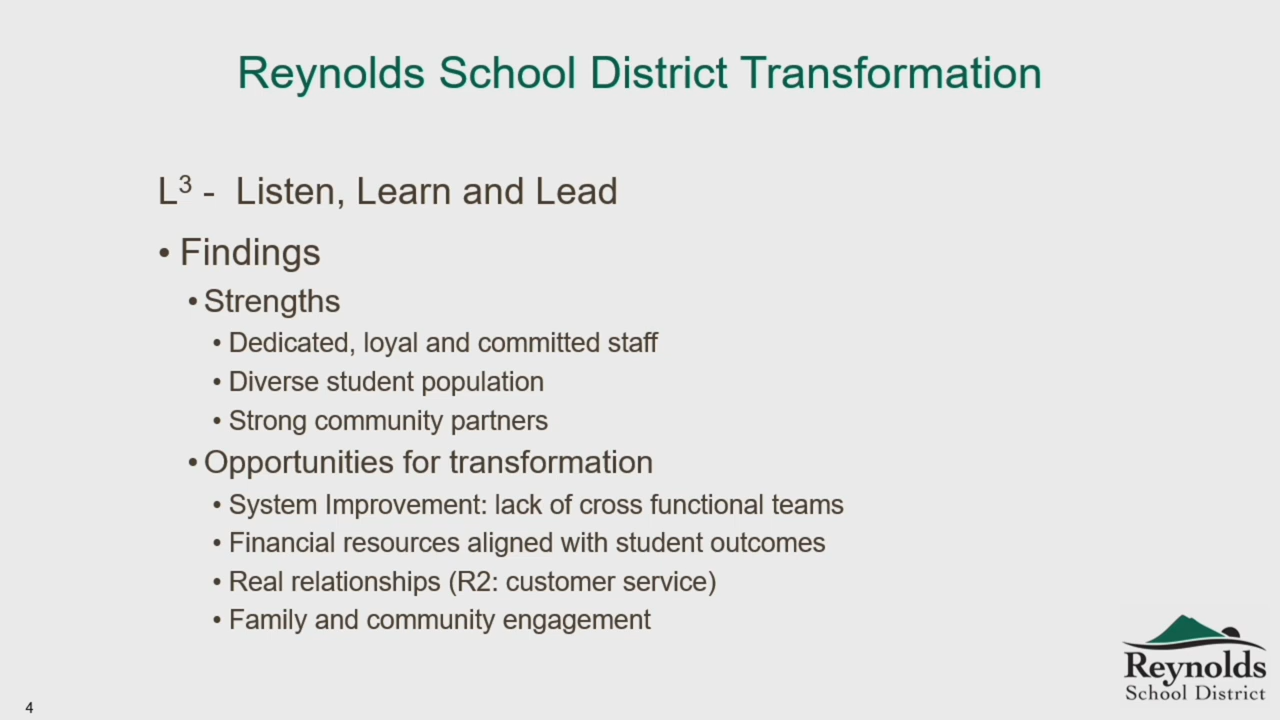 Reynolds School District Transformation
L³ - Listen, Learn and Lead
• Findings
• Strengths
• Dedicated, loyal and committed staff
• Diverse student population
• Strong community partners
• Opportunities for transformation
• System Improvement: lack of cross functional teams
• Financial resources aligned with student outcomes
• Real relationships (R2: customer service)
• Family and community engagement
Reynolds
School District
4